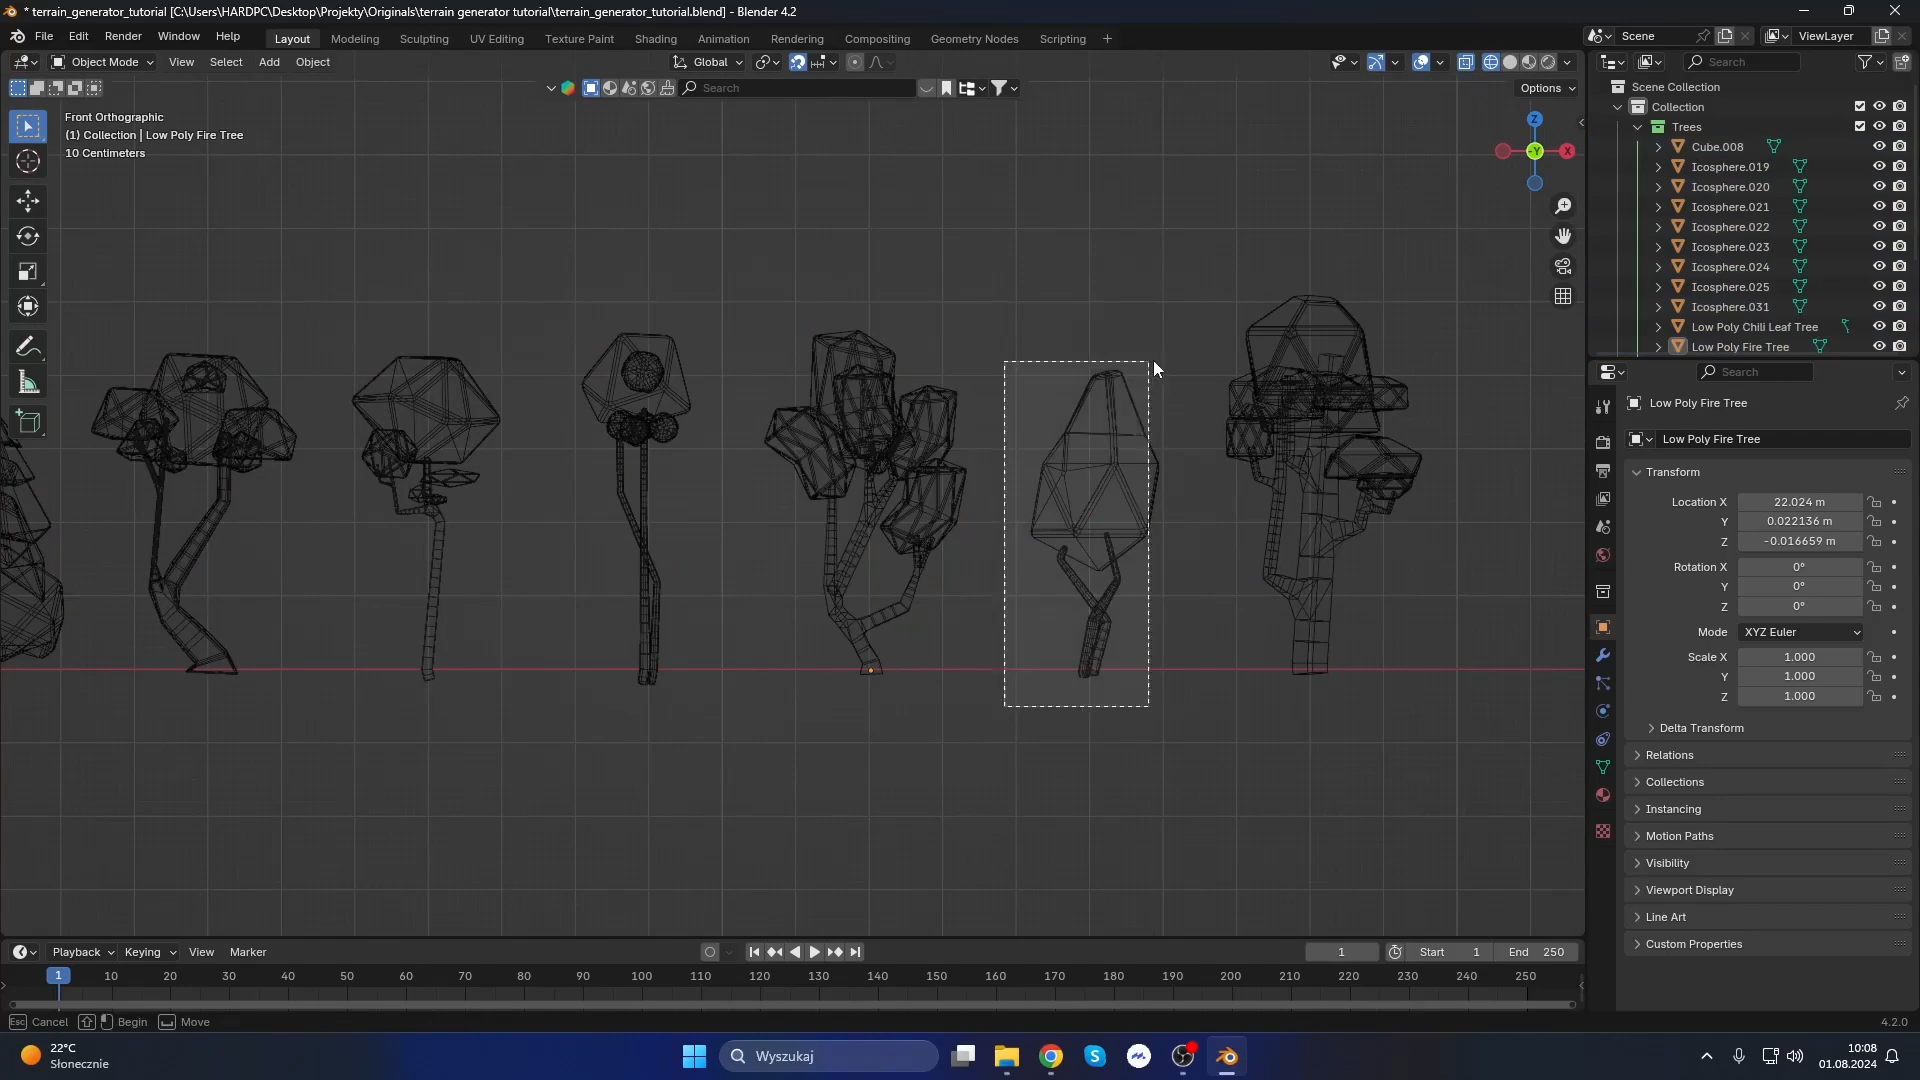 * terrain_generator_tutorial [C:\Users\HARDPC\Desktop\Projekty\Originals\terrain generator tutorial\terrain_generator_tutorial.blend] - Blender 4.2
File Edit Render Window Help
Layout Modeling Sculpting UV Editing Texture Paint Shading Animation Rendering Compositing Geometry Nodes Scripting +
Scene
ViewLayer
Object Mode View Select Add Object
Global
Search
Search
Options
Front Orthographic
(1) Collection | Low Poly Fire Tree
10 Centimeters
Z
-Y
X
Scene Collection
Collection
Trees
Cube.008
Icosphere.019
Icosphere.020
Icosphere.021
Icosphere.022
Icosphere.023
Icosphere.024
Icosphere.025
Icosphere.031
Low Poly Chili Leaf Tree
Low Poly Fire Tree
Search
Low Poly Fire Tree
Low Poly Fire Tree
Transform
Location X 22.024 m
Y 0.022136 m
Z -0.016659 m
Rotation X 0°
Y 0°
Z 0°
Mode XYZ Euler
Scale X 1.000
Y 1.000
Z 1.000
Delta Transform
Relations
Collections
Instancing
Motion Paths
Visibility
Viewport Display
Line Art
Custom Properties
Playback Keying View Marker
1 Start 1 End 250
1 10 20 30 40 50 60 70 80 90 100 110 120 130 140 150 160 170 180 190 200 210 220 230 240 250
Esc Cancel Begin Move
4.2.0
22°C
Słonecznie
Wyszukaj
10:08
01.08.2024